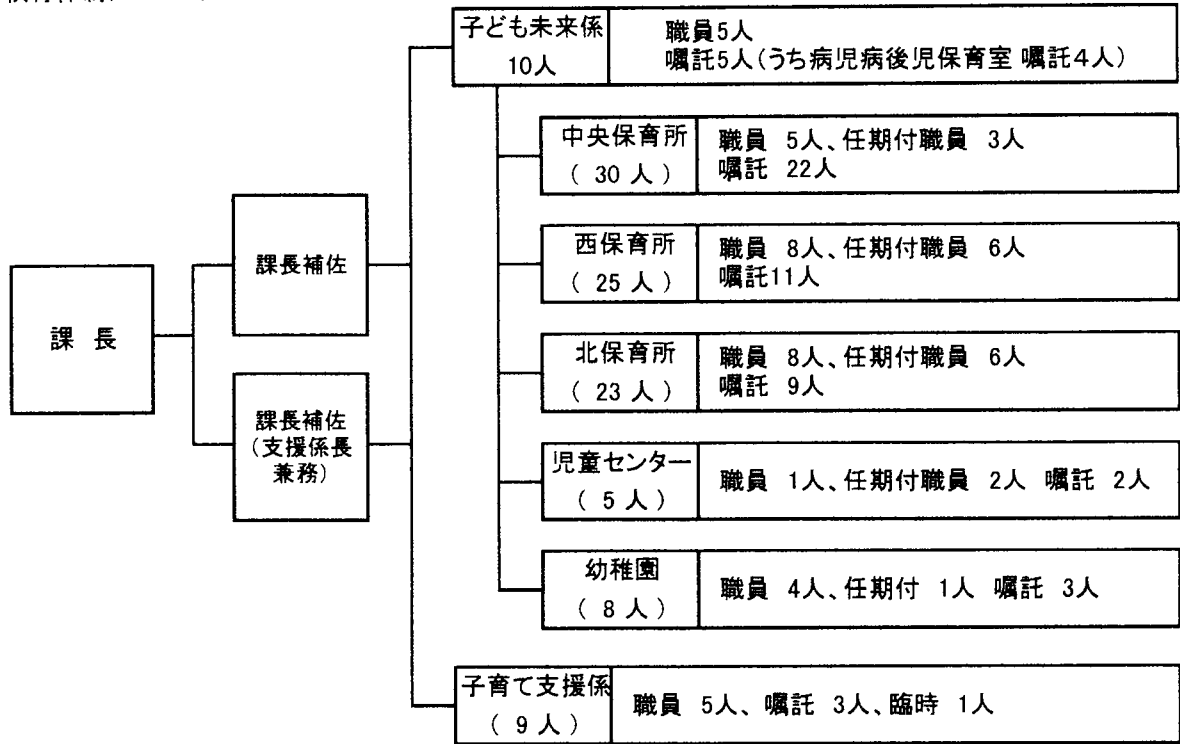 子ども未来係
10人
職員5人
嘱託5人(うち病児病後児保育室 嘱託4人)
中央保育所
( 30 人 )
職員 5人、任期付職員 3人
嘱託 22人
西保育所
( 25 人 )
職員 8人、任期付職員 6人
嘱託11人
北保育所
( 23 人 )
職員 8人、任期付職員 6人
嘱託 9人
児童センター
( 5 人 )
職員 1人、任期付職員 2人 嘱託 2人
幼稚園
( 8 人 )
職員 4人、任期付 1人 嘱託 3人
子育て支援係
( 9 人 )
職員 5人、嘱託 3人、臨時 1人
課 長
課長補佐
課長補佐
(支援係長
兼務)